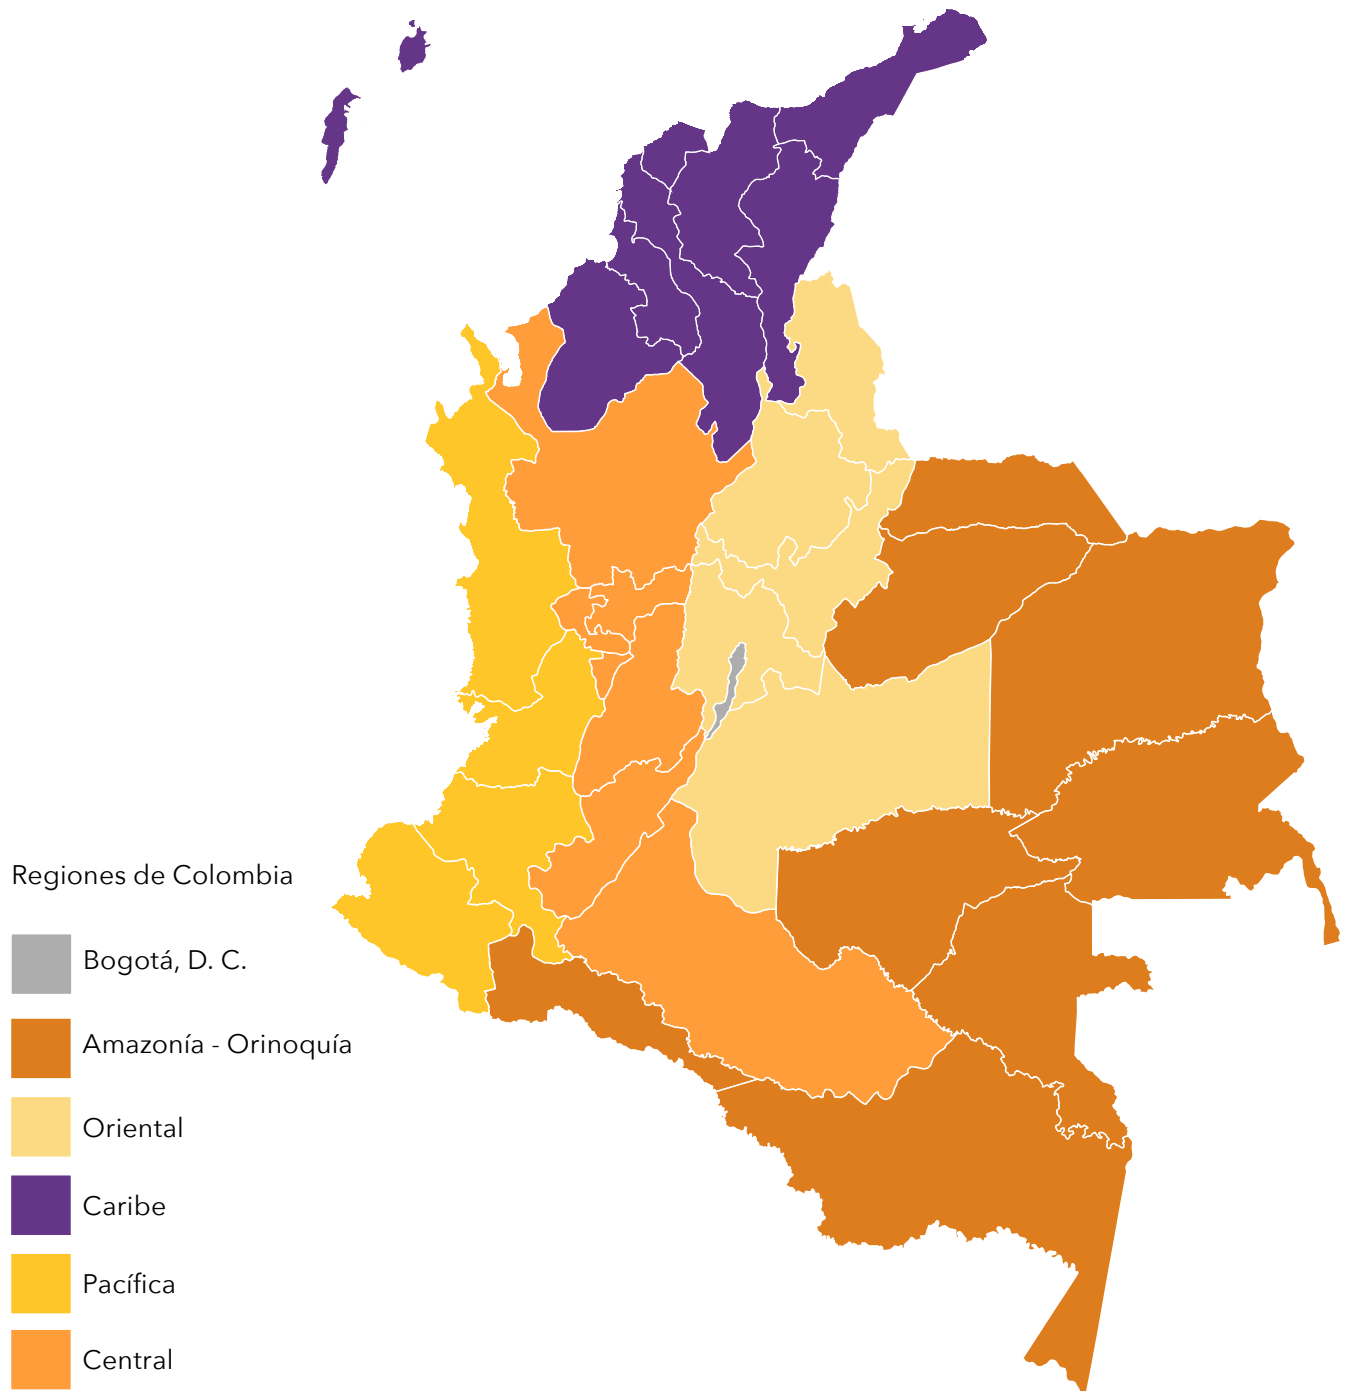 Regiones de Colombia
Bogotá, D. C.
Amazonía - Orinoquía
Oriental
Caribe
Pacífica
Central